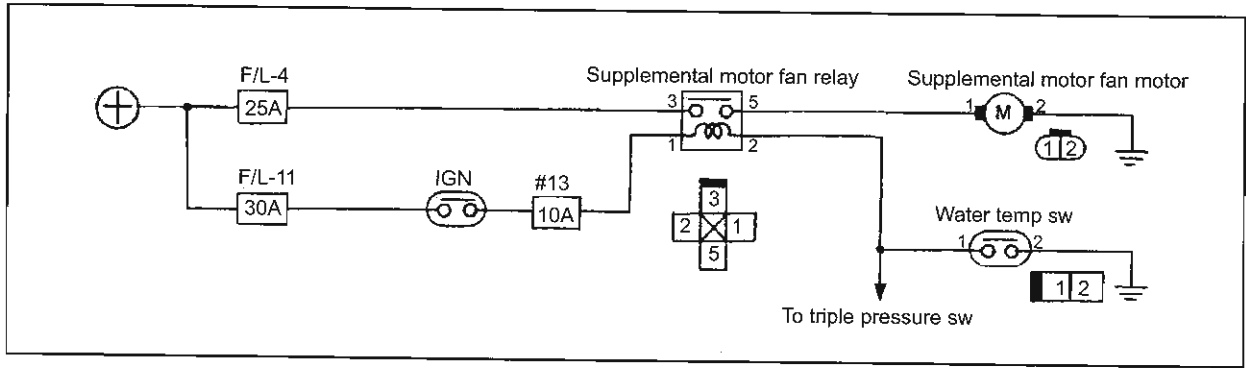 F/L-4
25A
Supplemental motor fan relay
3 5
1 2
Supplemental motor fan motor
1 M 2
1 2
F/L-11
30A
IGN
#13
10A
3
2 1
5
Water temp sw
1 2
1 2
To triple pressure sw